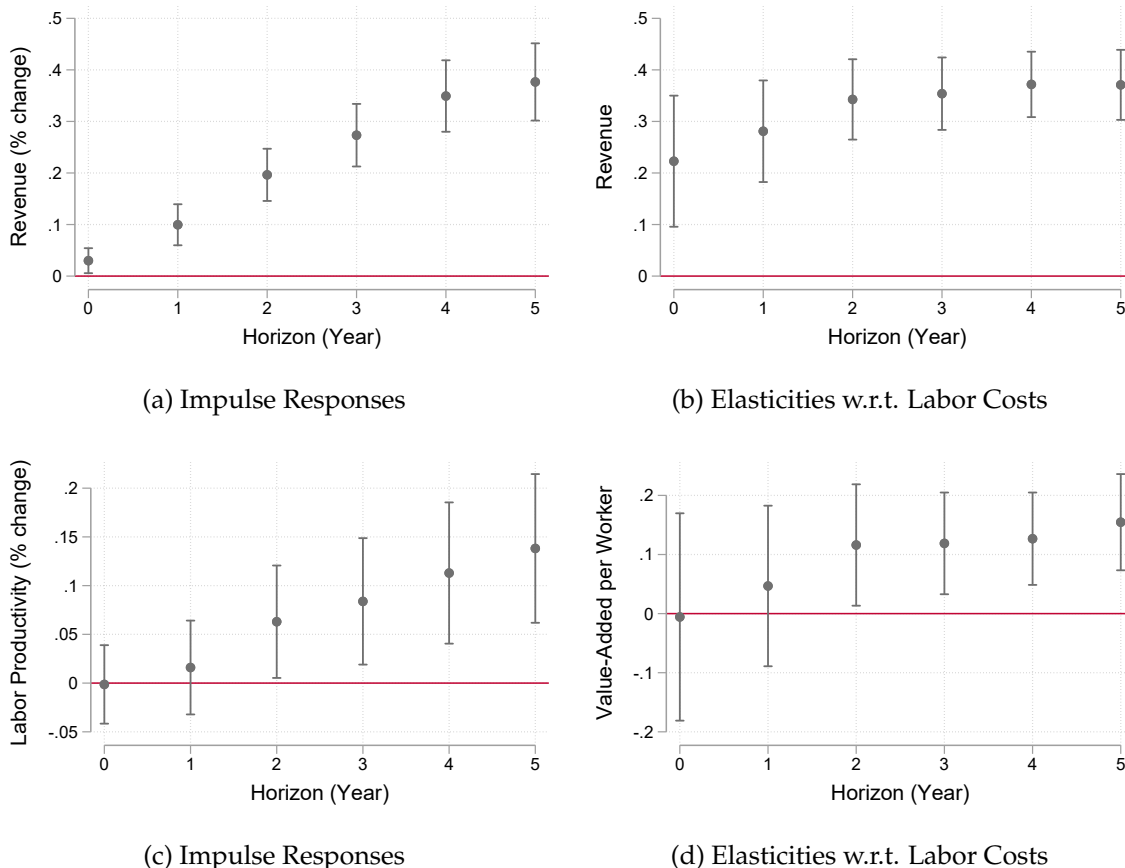 Revenue (% change)
.5
.4
.3
.2
.1
0
0 1 2 3 4 5
Horizon (Year)
(a) Impulse Responses
Revenue
.5
.4
.3
.2
.1
0
0 1 2 3 4 5
Horizon (Year)
(b) Elasticities w.r.t. Labor Costs
Labor Productivity (% change)
.2
.15
.1
.05
0
-.05
0 1 2 3 4 5
Horizon (Year)
(c) Impulse Responses
Value-Added per Worker
.2
.1
0
-.1
-.2
0 1 2 3 4 5
Horizon (Year)
(d) Elasticities w.r.t. Labor Costs